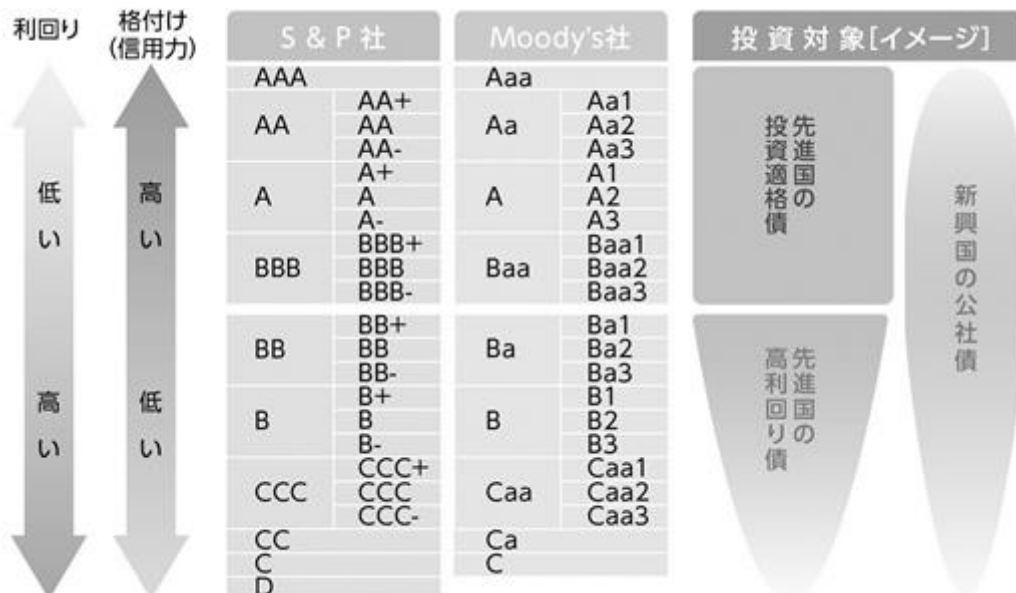 利回り
格付け
(信用力)
S & P 社
Moody's社
投資対象[イメージ]
低い
高い
高い
低い
AAA
Aaa
AA
AA+
AA
AA-
Aa
Aa1
Aa2
Aa3
A
A+
A
A-
A
A1
A2
A3
BBB
BBB+
BBB
BBB-
Baa
Baa1
Baa2
Baa3
BB
BB+
BB
BB-
Ba
Ba1
Ba2
Ba3
B
B+
B
B-
B
B1
B2
B3
CCC
CCC+
CCC
CCC-
Caa
Caa1
Caa2
Caa3
CC
Ca
C
C
D
先進国の
投資適格債
先進国の
高利回り債
新興国の公社債